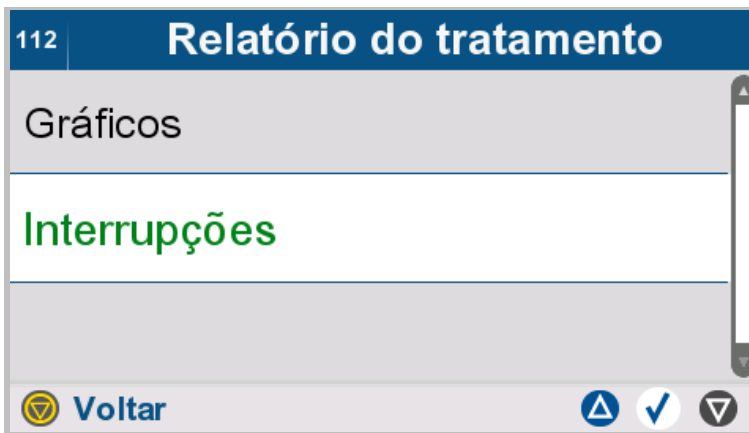 112 Relatório do tratamento
Gráficos
Interrupções
Voltar